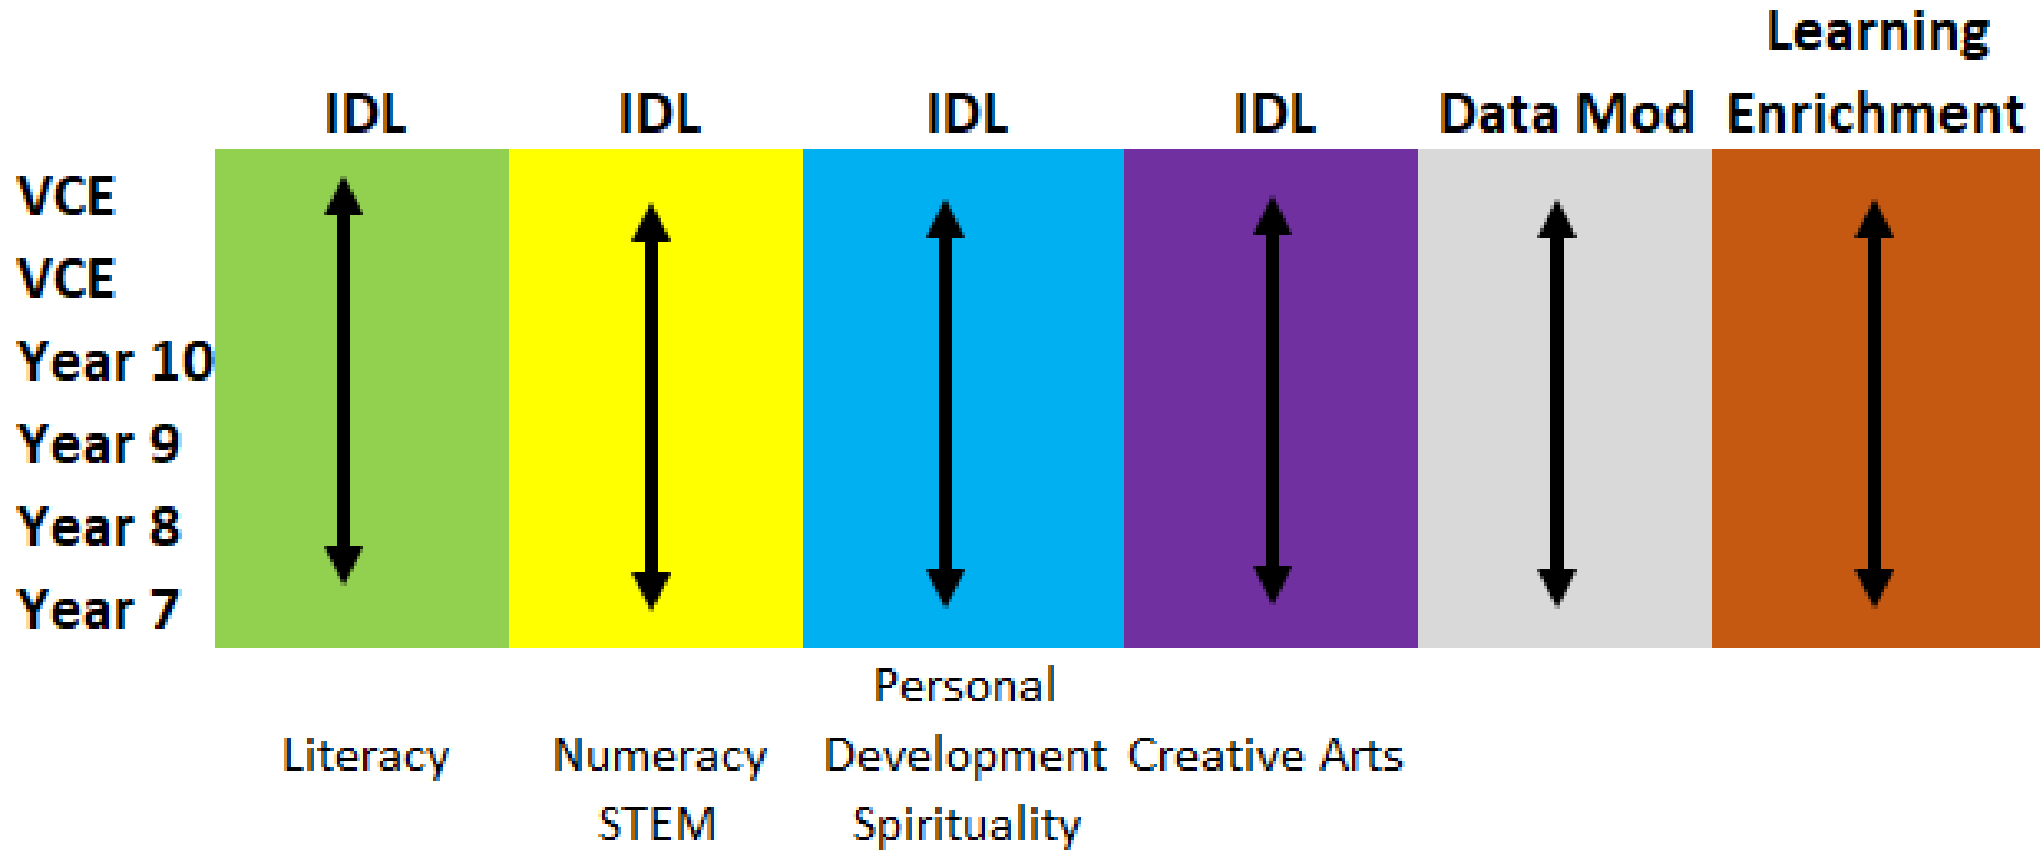 Learning
IDL IDL IDL IDL Data Mod Enrichment
VCE
VCE
Year 10
Year 9
Year 8
Year 7
Personal
Literacy Numeracy Development Creative Arts
STEM Spirituality